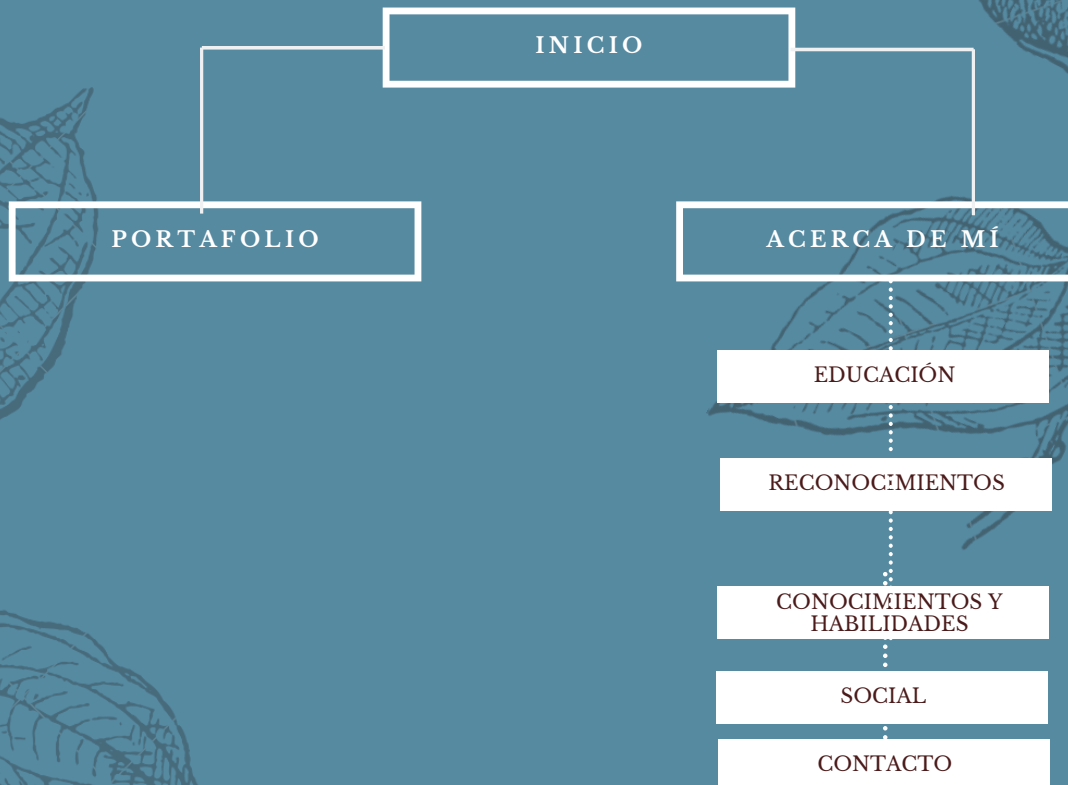 INICIO
PORTAFOLIO
ACERCA DE MÍ
EDUCACIÓN
RECONOCIMIENTOS
CONOCIMIENTOS Y
HABILIDADES
SOCIAL
CONTACTO